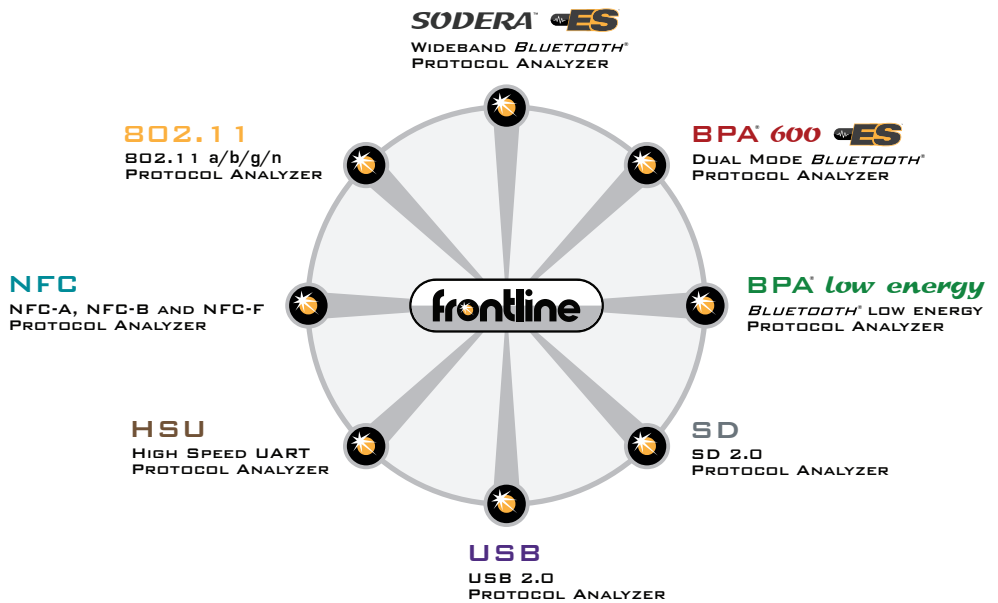 SODERA™ ES
WIDEBAND BLUETOOTH®
PROTOCOL ANALYZER
802.11
802.11 a/b/g/n
PROTOCOL ANALYZER
BPA® 600 ES
DUAL MODE BLUETOOTH®
PROTOCOL ANALYZER
NFC
NFC-A, NFC-B AND NFC-F
PROTOCOL ANALYZER
frontline
BPA® low energy
BLUETOOTH® LOW ENERGY
PROTOCOL ANALYZER
HSU
HIGH SPEED UART
PROTOCOL ANALYZER
SD
SD 2.0
PROTOCOL ANALYZER
USB
USB 2.0
PROTOCOL ANALYZER